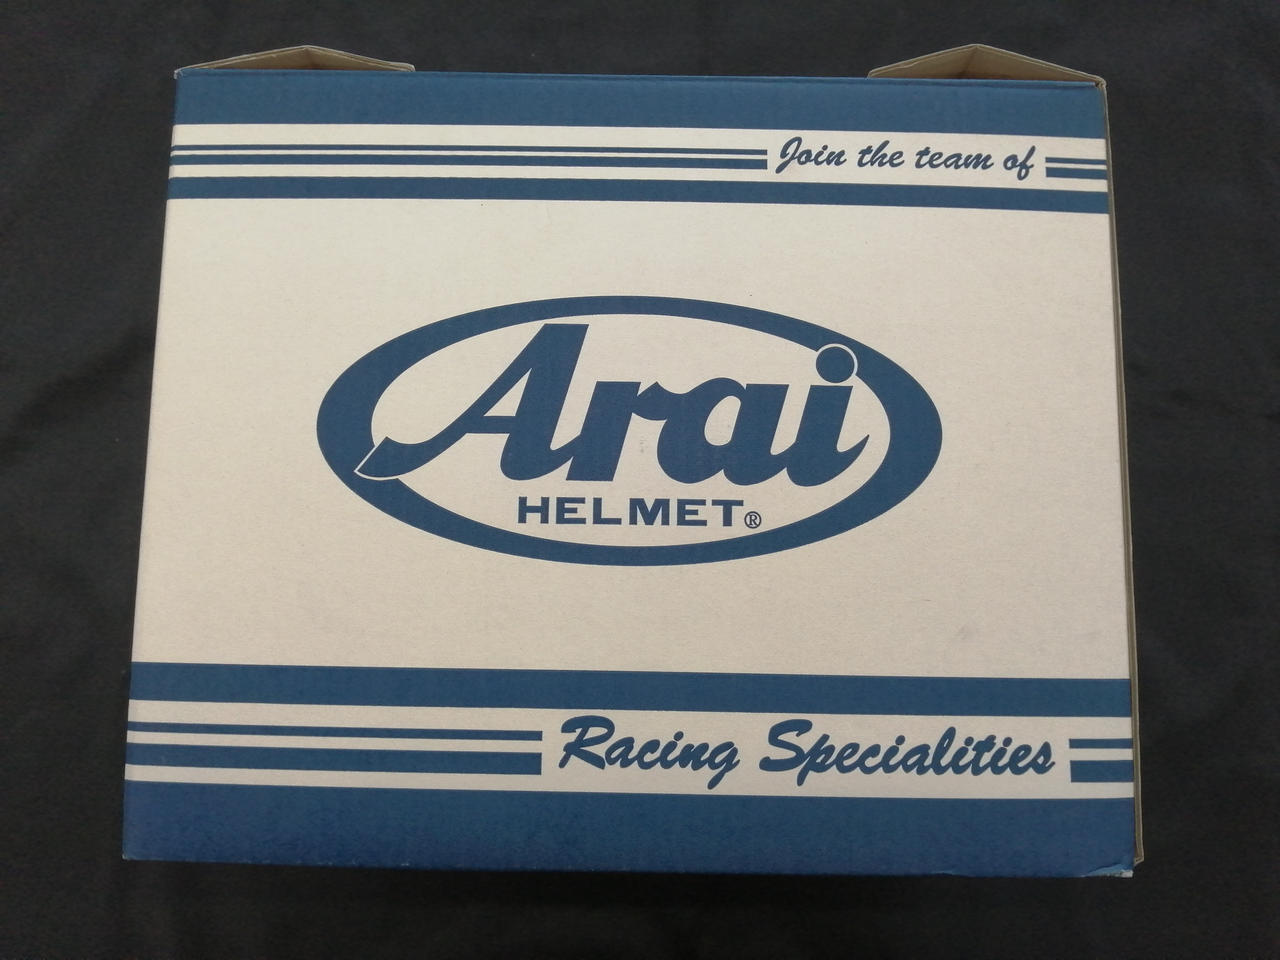 Join the team of
Arai
HELMET®
Racing Specialities